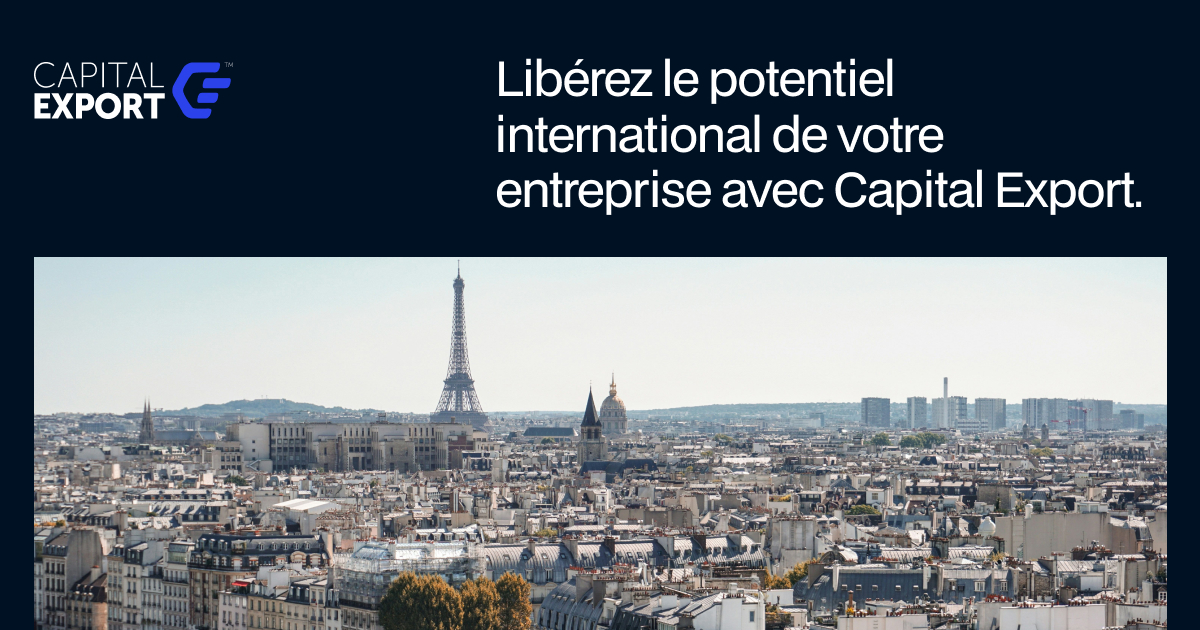 CAPITAL
EXPORT
TM
Libérez le potentiel
international de votre
entreprise avec Capital Export.